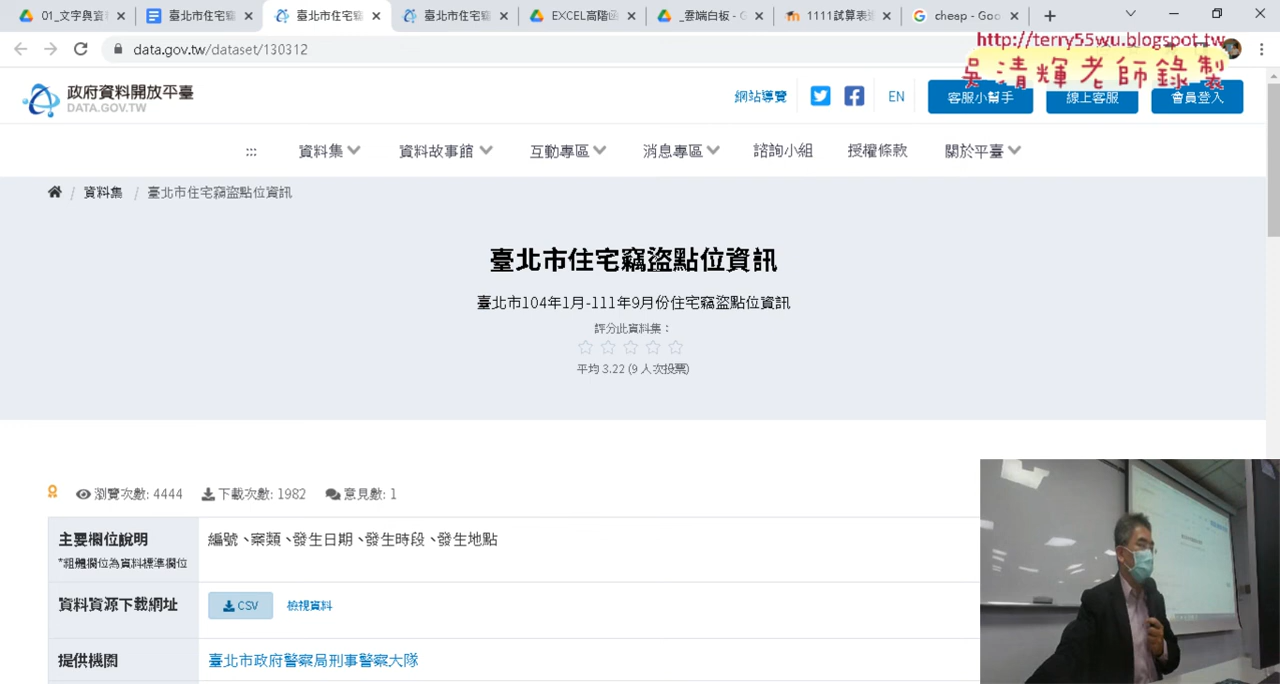 01_文字與資
臺北市住宅竊
臺北市住宅竊
臺北市住宅竊
EXCEL高階函
_雲端白板 - G
1111試算表進
cheap - Goo
data.gov.tw/dataset/130312
http://terry55wu.blogspot.tw
吳清輝老師錄製
政府資料開放平臺
DATA.GOV.TW
網站導覽
EN
客服小幫手
線上客服
會員登入
:::
資料集
資料故事館
互動專區
消息專區
諮詢小組
授權條款
關於平臺
/ 資料集 / 臺北市住宅竊盜點位資訊
臺北市住宅竊盜點位資訊
臺北市104年1月-111年9月份住宅竊盜點位資訊
評分此資料集：
平均 3.22 (9 人次投票)
瀏覽次數: 4444
下載次數: 1982
意見數: 1
主要欄位說明
*粗體欄位為資料標準欄位
編號、案類、發生日期、發生時段、發生地點
資料資源下載網址
CSV
檢視資料
提供機關
臺北市政府警察局刑事警察大隊